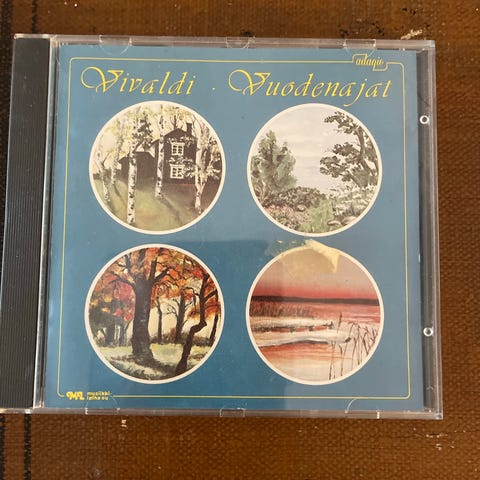 adagio
Vivaldi · Vuodenajat
musiikki-